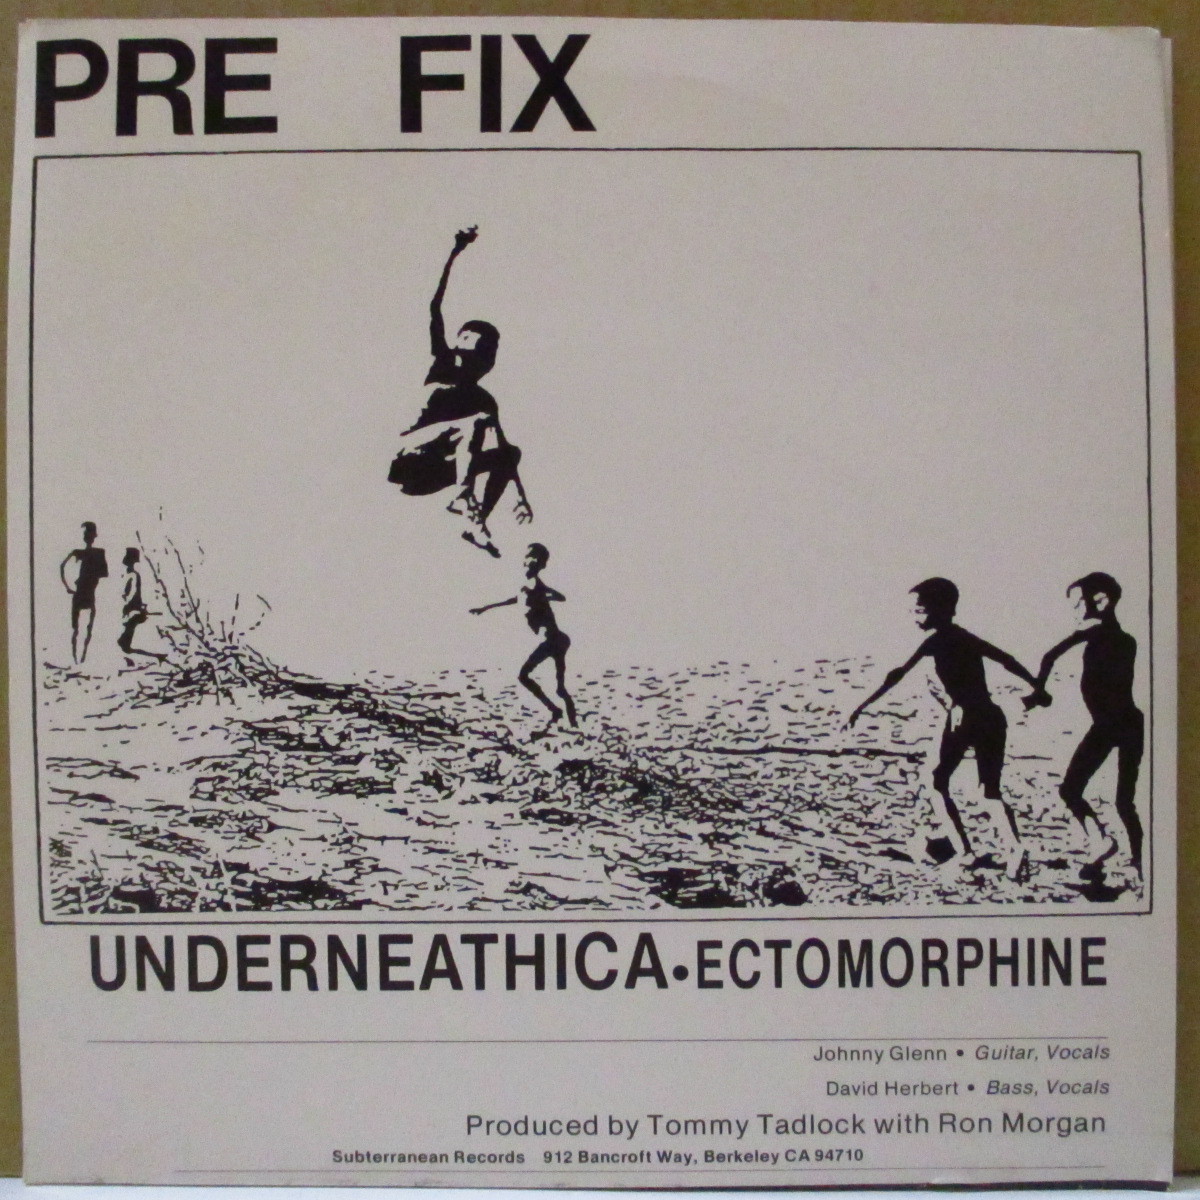 PRE FIX
UNDERNEATHICA•ECTOMORPHINE
Johnny Glenn • Guitar, Vocals
David Herbert • Bass, Vocals
Produced by Tommy Tadlock with Ron Morgan
Subterranean Records 912 Bancroft Way, Berkeley CA 94710